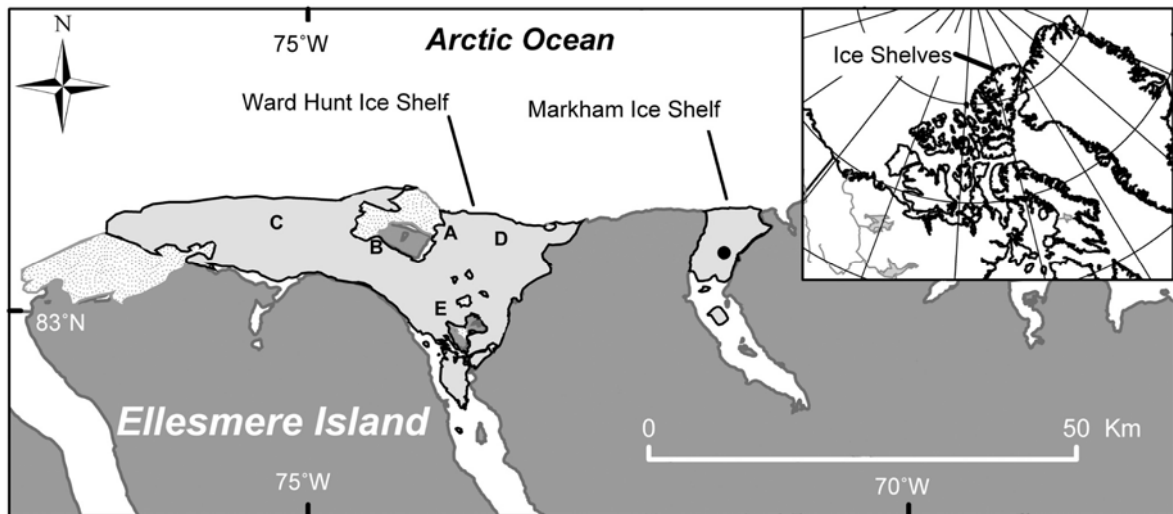 N
75°W
Arctic Ocean
Ice Shelves
Ward Hunt Ice Shelf
Markham Ice Shelf
C
A
D
B
E
83°N
Ellesmere Island
0
50 Km
75°W
70°W